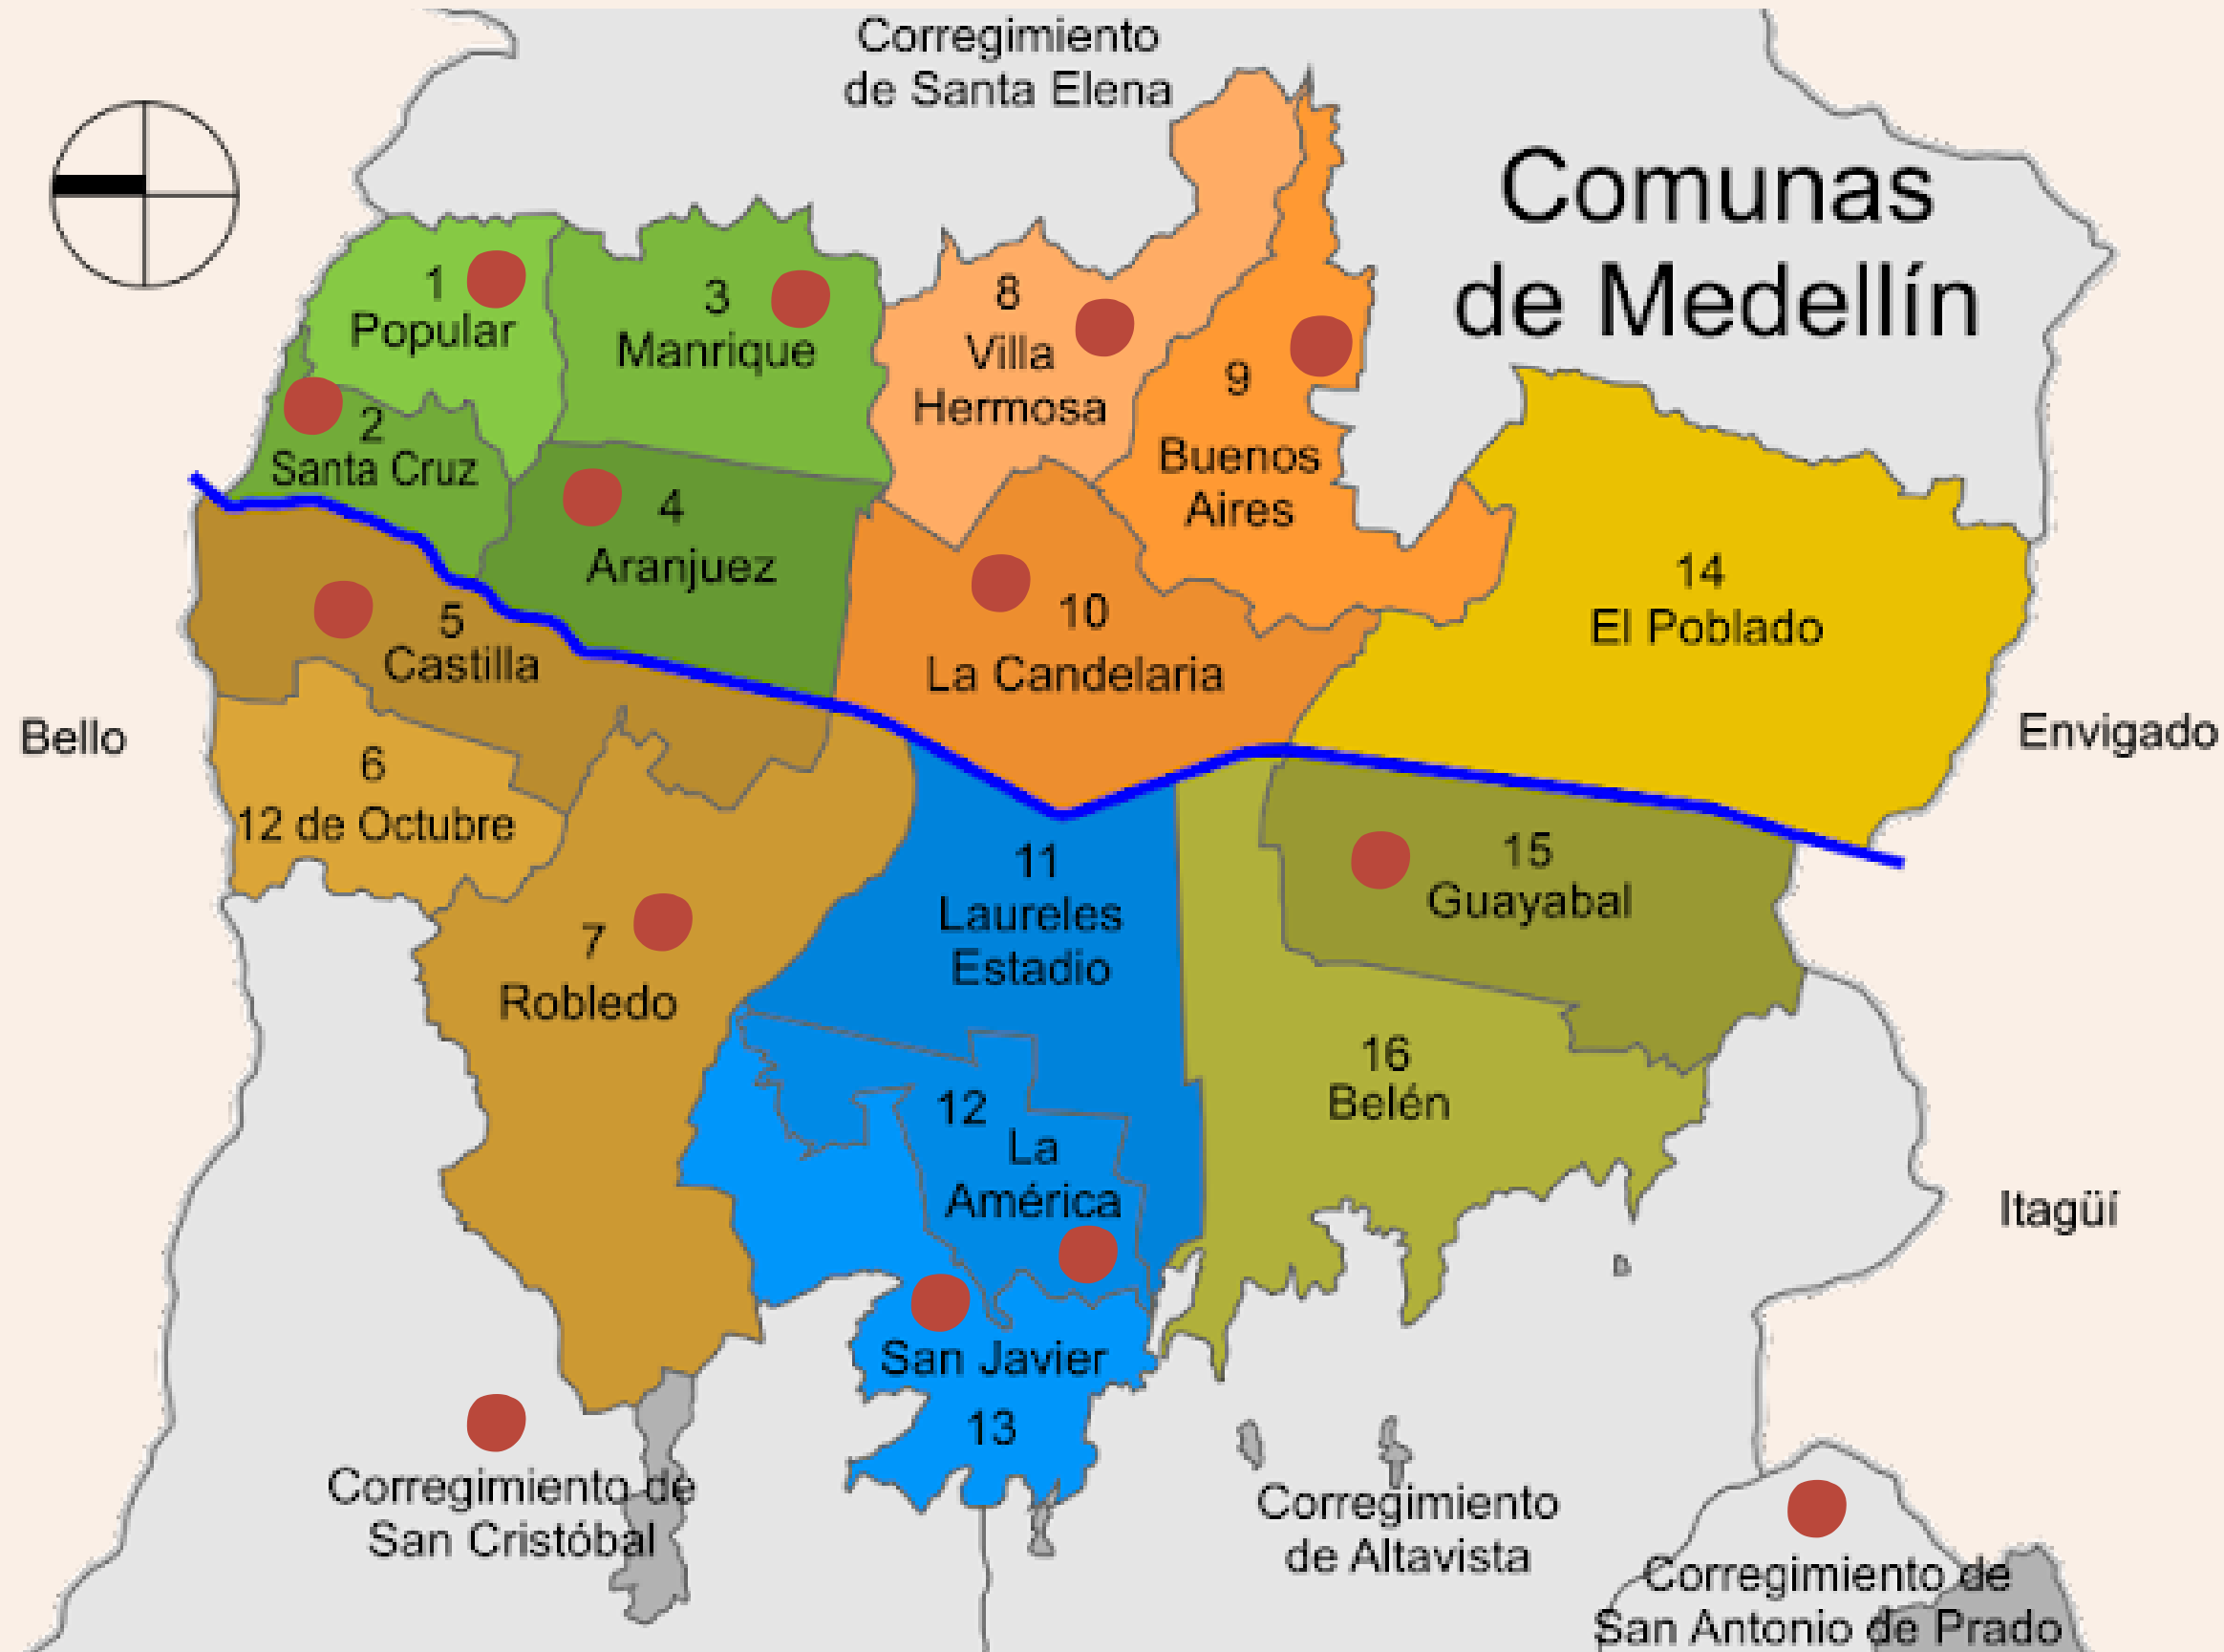 Corregimiento
de Santa Elena
Comunas
de Medellín
1
Popular
3
Manrique
8
Villa
Hermosa
9
Buenos
Aires
2
Santa Cruz
4
Aranjuez
10
La Candelaria
14
El Poblado
5
Castilla
Bello
Envigado
6
12 de Octubre
11
Laureles
Estadio
15
Guayabal
7
Robledo
16
Belén
12
La
América
Itagüí
San Javier
13
Corregimiento de
San Cristóbal
Corregimiento
de Altavista
Corregimiento de
San Antonio de Prado